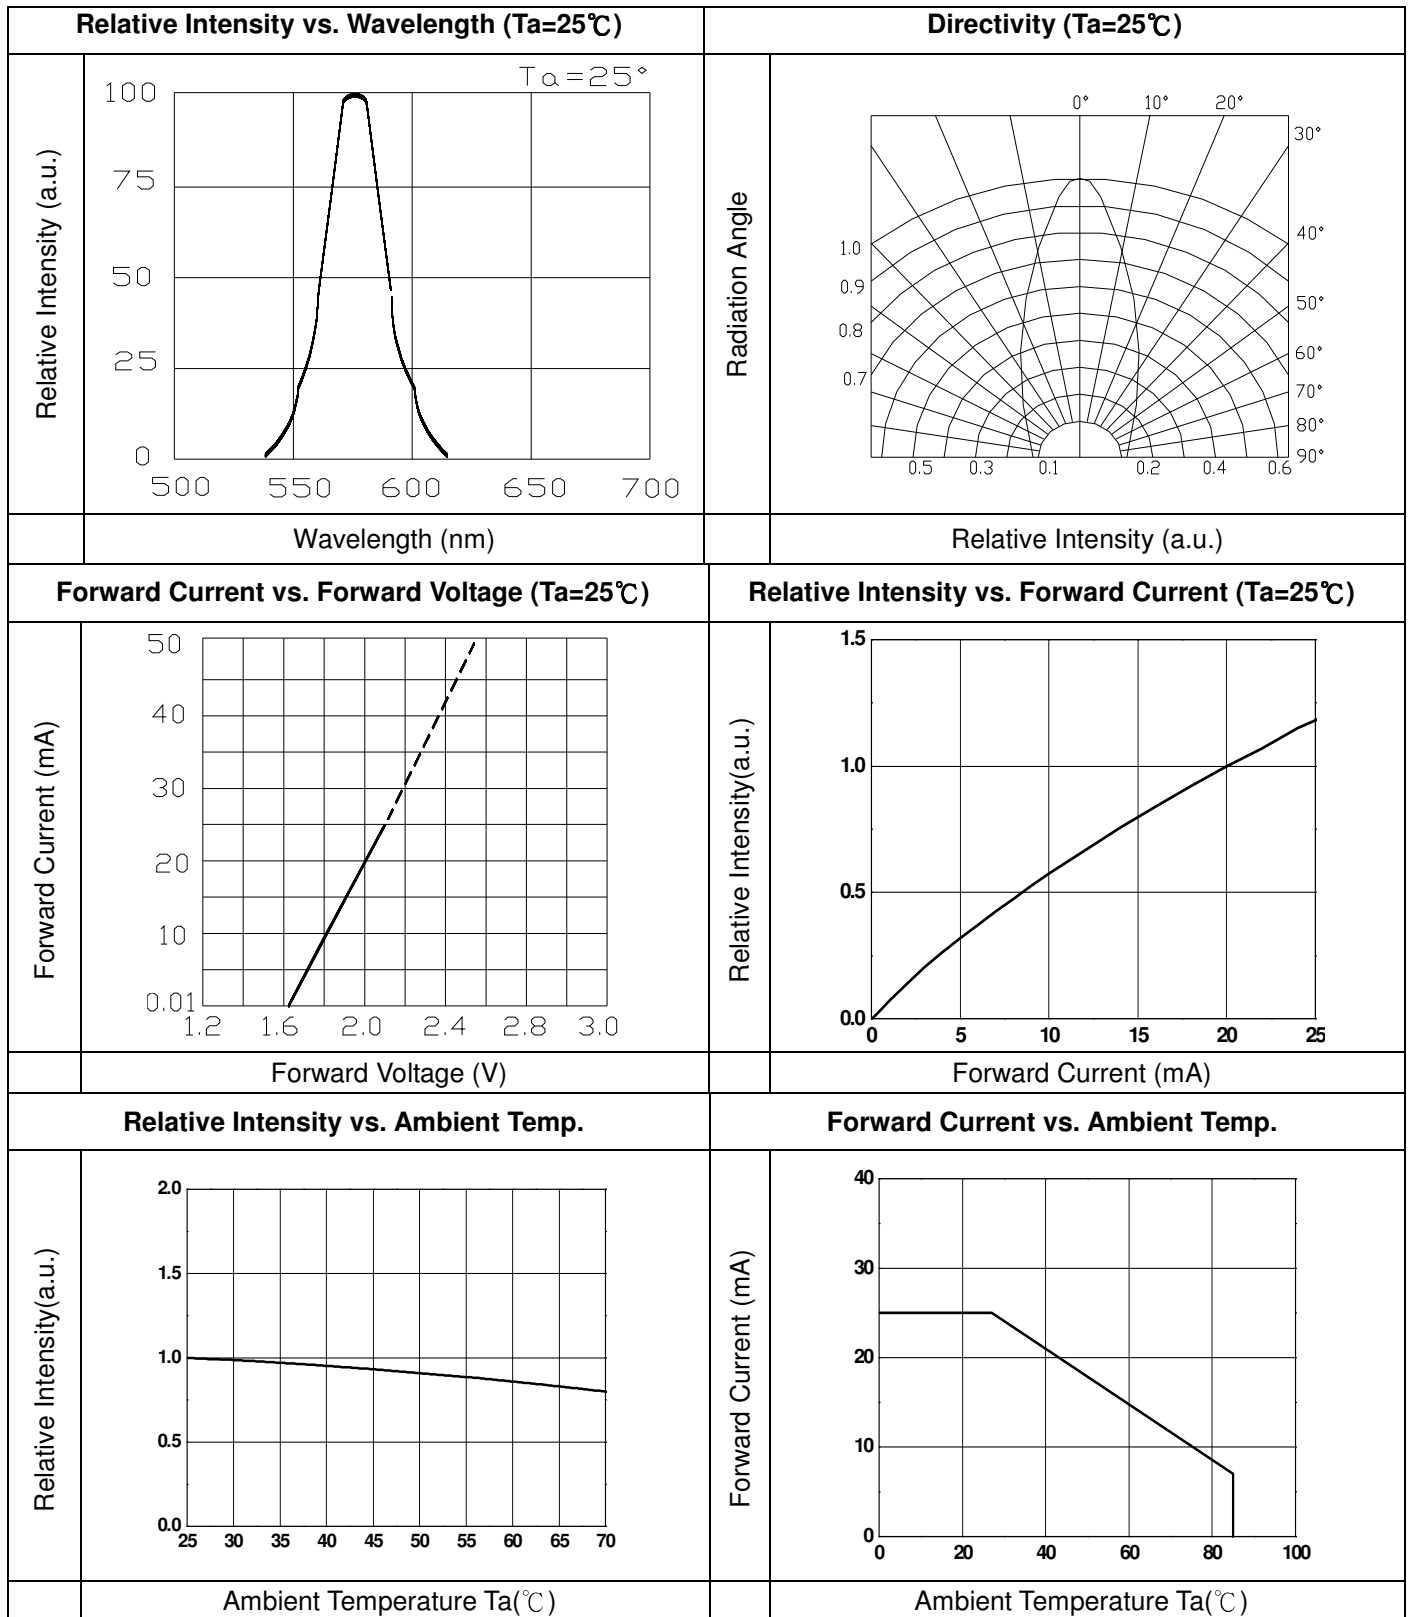 Relative Intensity vs. Wavelength (Ta=25℃)
Directivity (Ta=25℃)
Relative Intensity (a.u.)
Ta=25°
100
75
50
25
0
500 550 600 650 700
Wavelength (nm)
Radiation Angle
0° 10° 20°
30°
40°
50°
60°
70°
80°
90°
1.0
0.9
0.8
0.7
0.5 0.3 0.1 0.2 0.4 0.6
Relative Intensity (a.u.)
Forward Current vs. Forward Voltage (Ta=25℃)
Relative Intensity vs. Forward Current (Ta=25℃)
Forward Current (mA)
50
40
30
20
10
0.01
1.2 1.6 2.0 2.4 2.8 3.0
Forward Voltage (V)
Relative Intensity(a.u.)
1.5
1.0
0.5
0.0
0 5 10 15 20 25
Forward Current (mA)
Relative Intensity vs. Ambient Temp.
Forward Current vs. Ambient Temp.
Relative Intensity(a.u.)
2.0
1.5
1.0
0.5
0.0
25 30 35 40 45 50 55 60 65 70
Ambient Temperature Ta(℃)
Forward Current (mA)
40
30
20
10
0
0 20 40 60 80 100
Ambient Temperature Ta(℃)